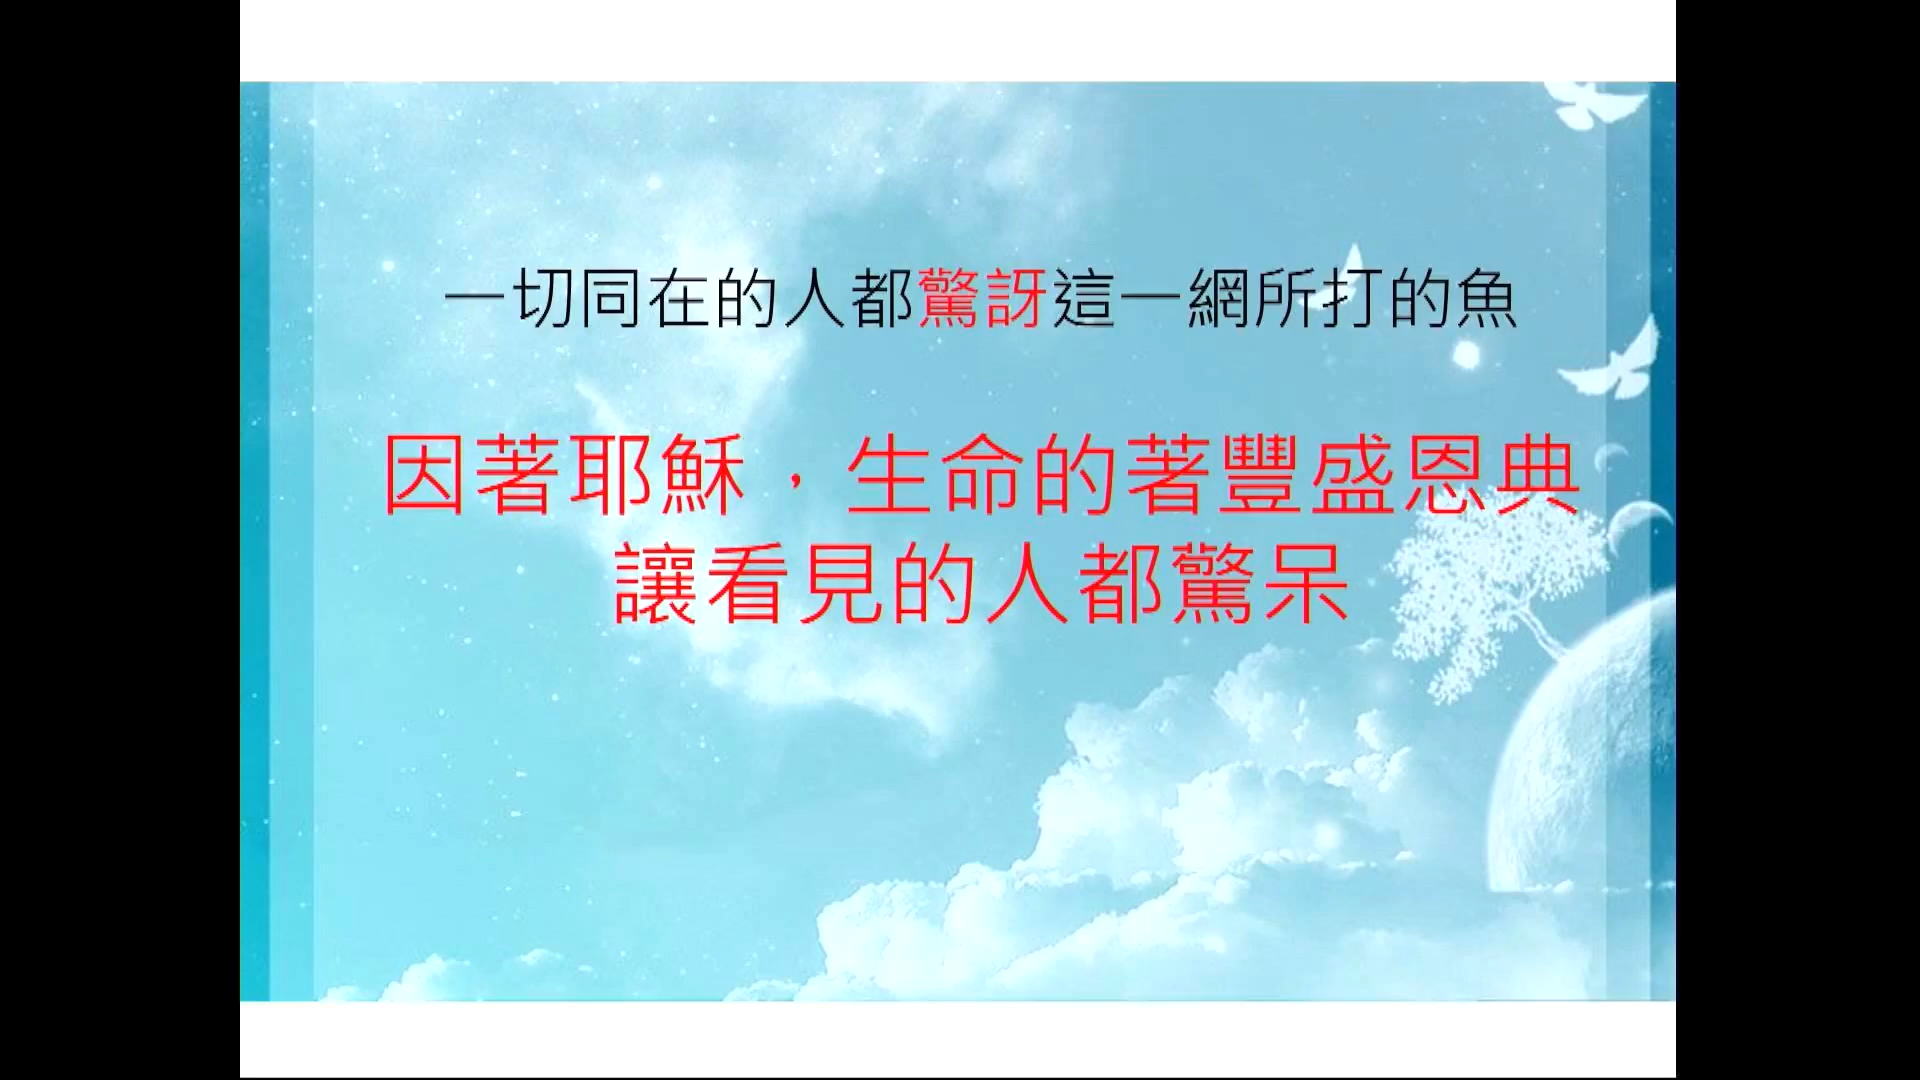 一切同在的人都驚訝這一網所打的魚
因著耶穌，生命的著豐盛恩典
讓看見的人都驚呆